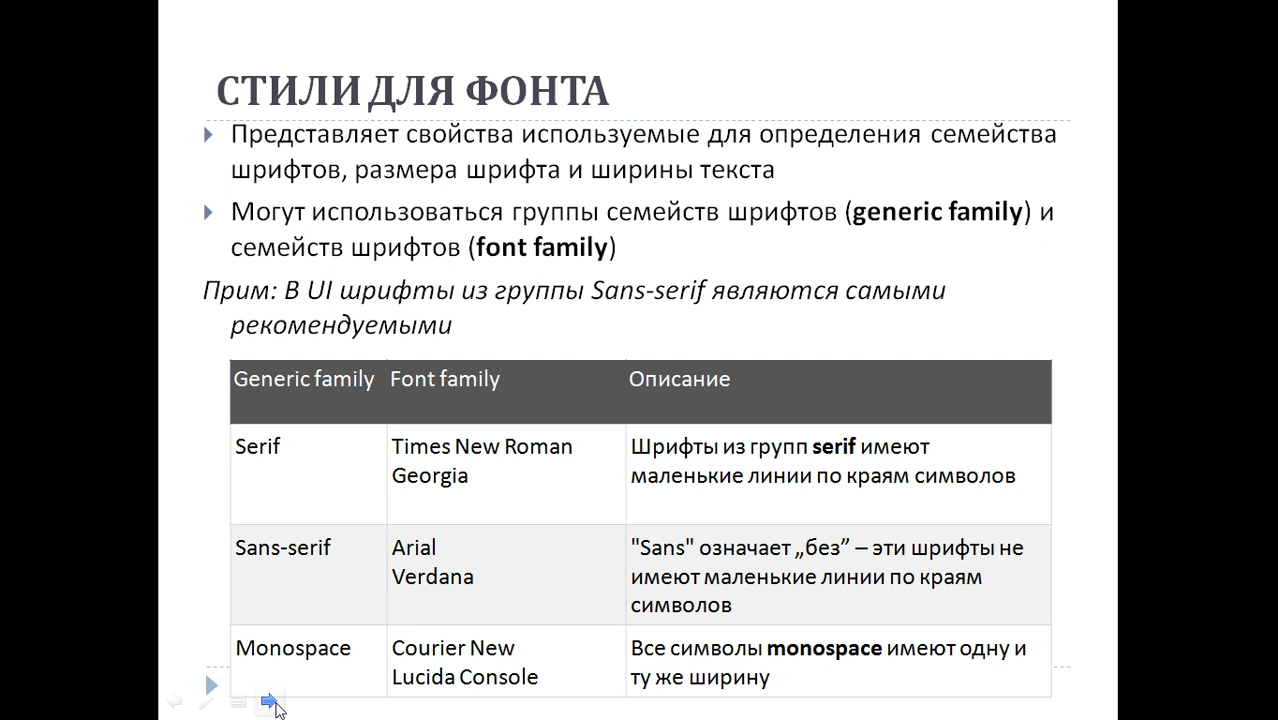 СТИЛИ ДЛЯ ФОНТА
Представляет свойства используемые для определения семейства
шрифтов, размера шрифта и ширины текста
Могут использоваться группы семейств шрифтов (generic family) и
семейств шрифтов (font family)
Прим: В UI шрифты из группы Sans-serif являются самыми
рекомендуемыми
Generic family Font family Описание
Serif
Times New Roman
Georgia
Шрифты из групп serif имеют
маленькие линии по краям символов
Sans-serif
Arial
Verdana
"Sans" означает „без” – эти шрифты не
имеют маленькие линии по краям
символов
Monospace
Courier New
Lucida Console
Все символы monospace имеют одну и
ту же ширину